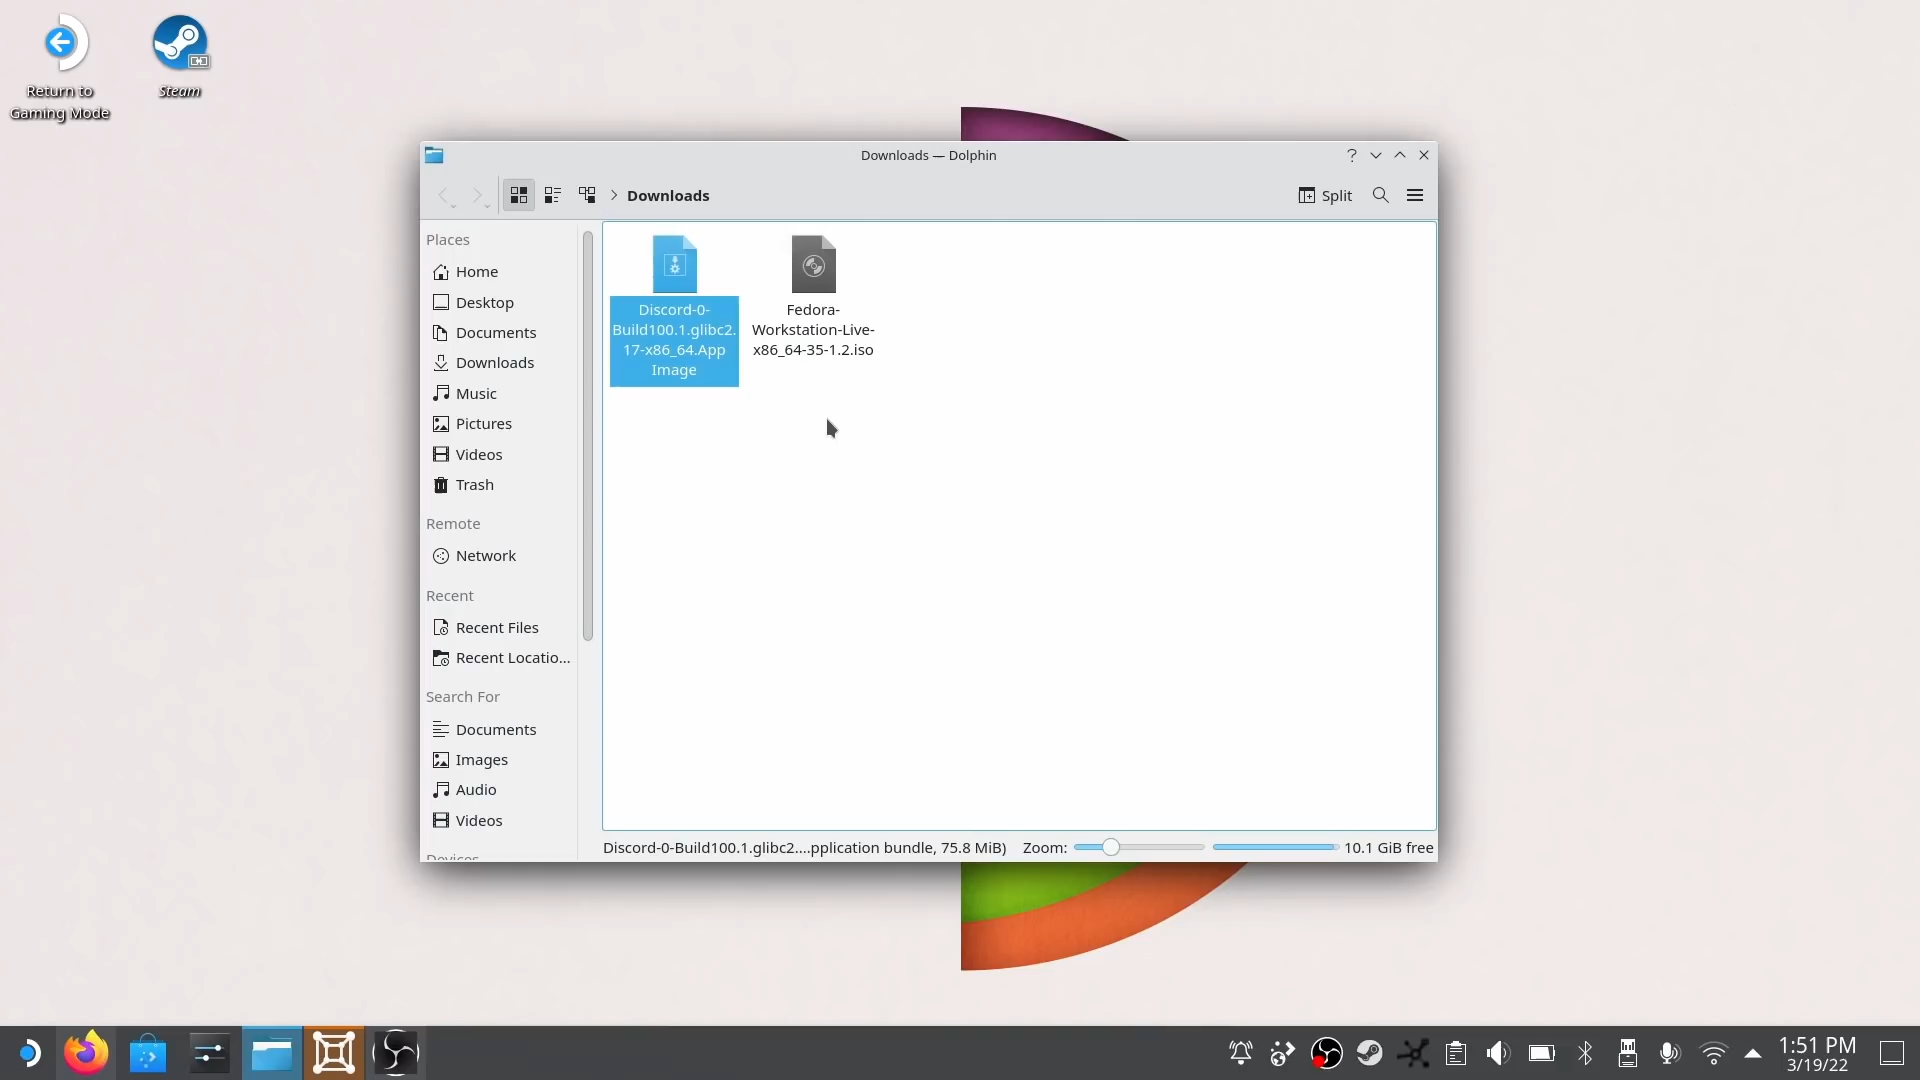 Return to
Gaming Mode
Steam
Downloads — Dolphin
Downloads
Split
Places
Home
Desktop
Documents
Downloads
Music
Pictures
Videos
Trash
Remote
Network
Recent
Recent Files
Recent Locatio...
Search For
Documents
Images
Audio
Videos
Devices
Discord-0-
Build100.1.glibc2.
17-x86_64.App
Image
Fedora-
Workstation-Live-
x86_64-35-1.2.iso
Discord-0-Build100.1.glibc2....pplication bundle, 75.8 MiB)
Zoom:
10.1 GiB free
1:51 PM
3/19/22